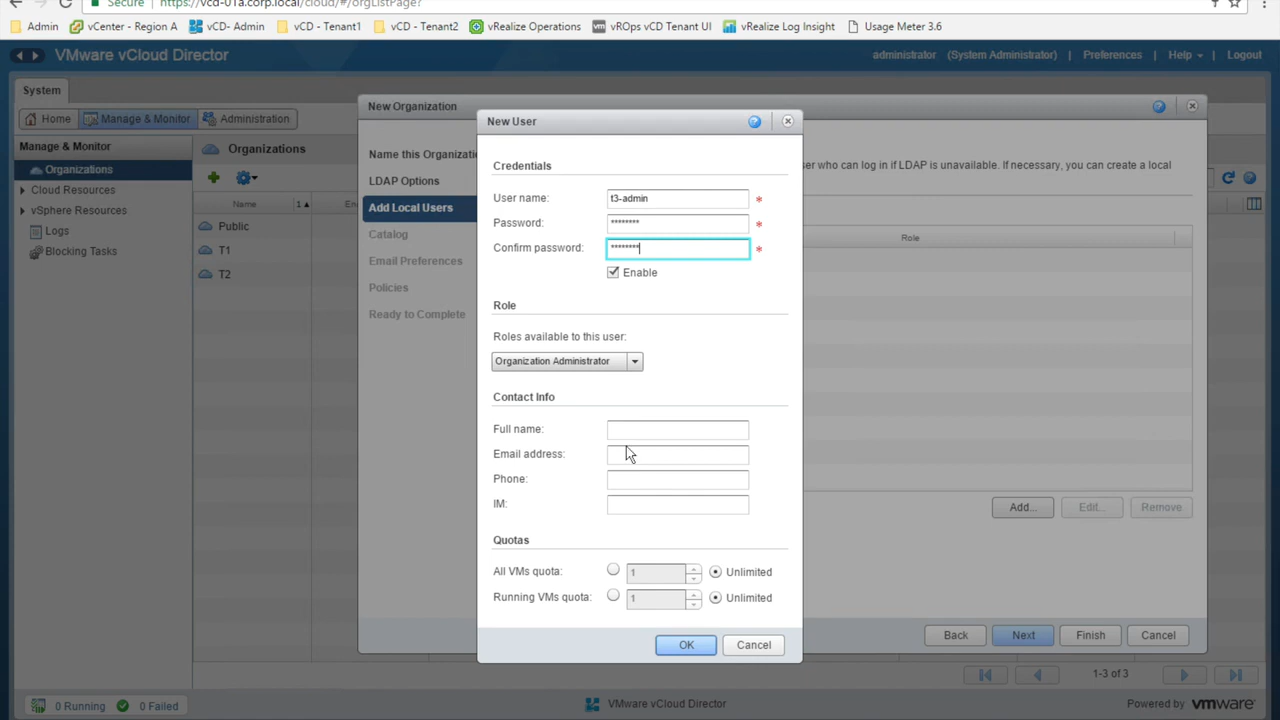 Secure https://vcd-01a.corp.local/cloud/#/orgListPage?
Admin vCenter - Region A vCD- Admin vCD - Tenant1 vCD - Tenant2 vRealize Operations vROps vCD Tenant UI vRealize Log Insight Usage Meter 3.6
VMware vCloud Director administrator (System Administrator) Preferences Help Logout
System
New Organization
Home Manage & Monitor Administration
New User
Manage & Monitor Organizations
Name this Organizatio
user who can log in if LDAP is unavailable. If necessary, you can create a local
Credentials
Organizations
LDAP Options
Cloud Resources
User name: t3-admin *
Name 1
Add Local Users
vSphere Resources
Password: ******** *
Public
Catalog
Role
Logs
Confirm password: ******** *
T1
Blocking Tasks
Email Preferences
Enable
T2
Policies
Role
Ready to Complete
Roles available to this user:
Organization Administrator
Contact Info
Full name:
Email address:
Phone:
IM:
Add... Edit... Remove
Quotas
All VMs quota: 1 Unlimited
Running VMs quota: 1 Unlimited
OK Cancel
Back Next Finish Cancel
1-3 of 3
0 Running 0 Failed VMware vCloud Director Powered by vmware